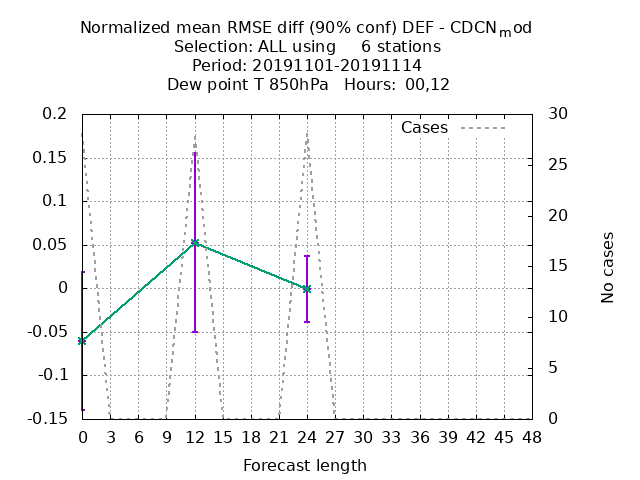 Normalized mean RMSE diff (90% conf) DEF - CDCNmod
Selection: ALL using 6 stations
Period: 20191101-20191114
Dew point T 850hPa Hours: 00,12
Cases
0.2
0.15
0.1
0.05
0
-0.05
-0.1
-0.15
30
25
20
15
10
5
0
No cases
0 3 6 9 12 15 18 21 24 27 30 33 36 39 42 45 48
Forecast length